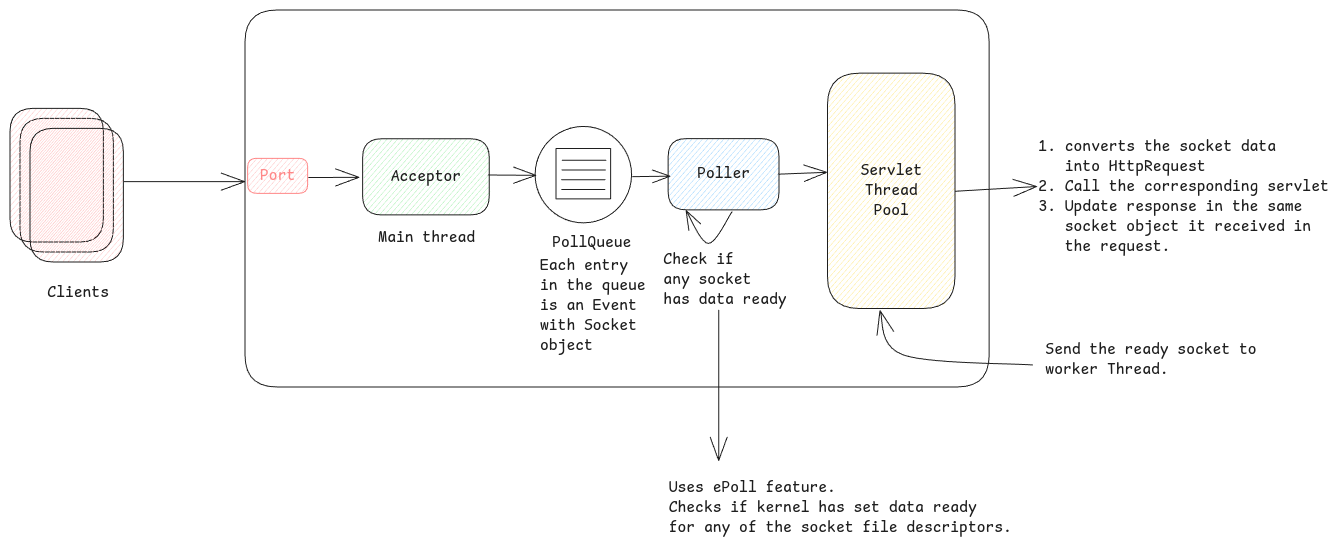 Clients
Port
Acceptor
Main thread
PollQueue
Each entry
in the queue
is an Event
with Socket
object
Poller
Check if
any socket
has data ready
Uses ePoll feature.
Checks if kernel has set data ready
for any of the socket file descriptors.
Servlet
Thread
Pool
1. converts the socket data
into HttpRequest
2. Call the corresponding servlet
3. Update response in the same
socket object it received in
the request.
Send the ready socket to
worker Thread.